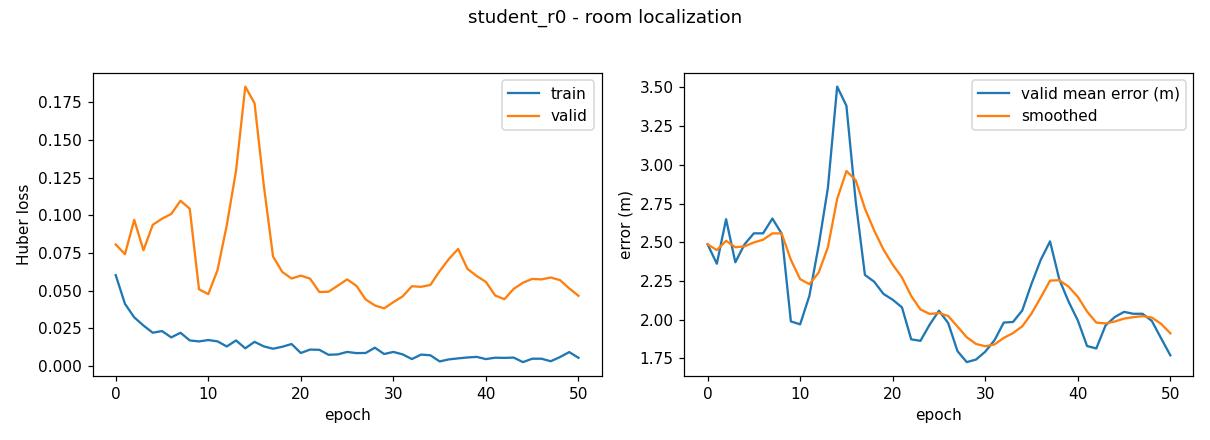 student_r0 - room localization
Huber loss
0.175
0.150
0.125
0.100
0.075
0.050
0.025
0.000
train
valid
0 10 20 30 40 50
epoch
error (m)
3.50
3.25
3.00
2.75
2.50
2.25
2.00
1.75
valid mean error (m)
smoothed
0 10 20 30 40 50
epoch